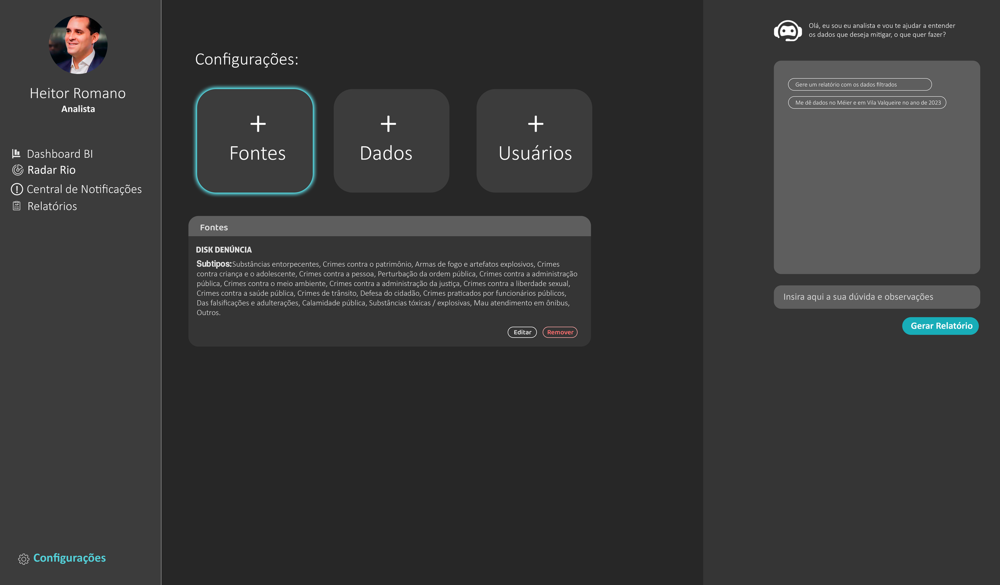 Heitor Romano
Analista
Dashboard BI
Radar Rio
Central de Notificações
Relatórios
Configurações
Configurações:
+
Fontes
+
Dados
+
Usuários
Fontes
DISK DENÚNCIA
Subtipos:Substâncias entorpecentes, Crimes contra o patrimônio, Armas de fogo e artefatos explosivos, Crimes
contra criança e o adolescente, Crimes contra a pessoa, Perturbação da ordem pública, Crimes contra a administração
pública, Crimes contra o meio ambiente, Crimes contra a administração da justiça, Crimes contra a liberdade sexual,
Crimes contra a saúde pública, Crimes de trânsito, Defesa do cidadão, Crimes praticados por funcionários públicos,
Das falsificações e adulterações, Calamidade pública, Substâncias tóxicas / explosivas, Mau atendimento em ônibus,
Outros.
Editar
Remover
Olá, eu sou eu analista e vou te ajudar a entender
os dados que deseja mitigar, o que quer fazer?
Gere um relatório com os dados filtrados
Me dê dados no Méier e em Vila Valqueire no ano de 2023
Insira aqui a sua dúvida e observações
Gerar Relatório